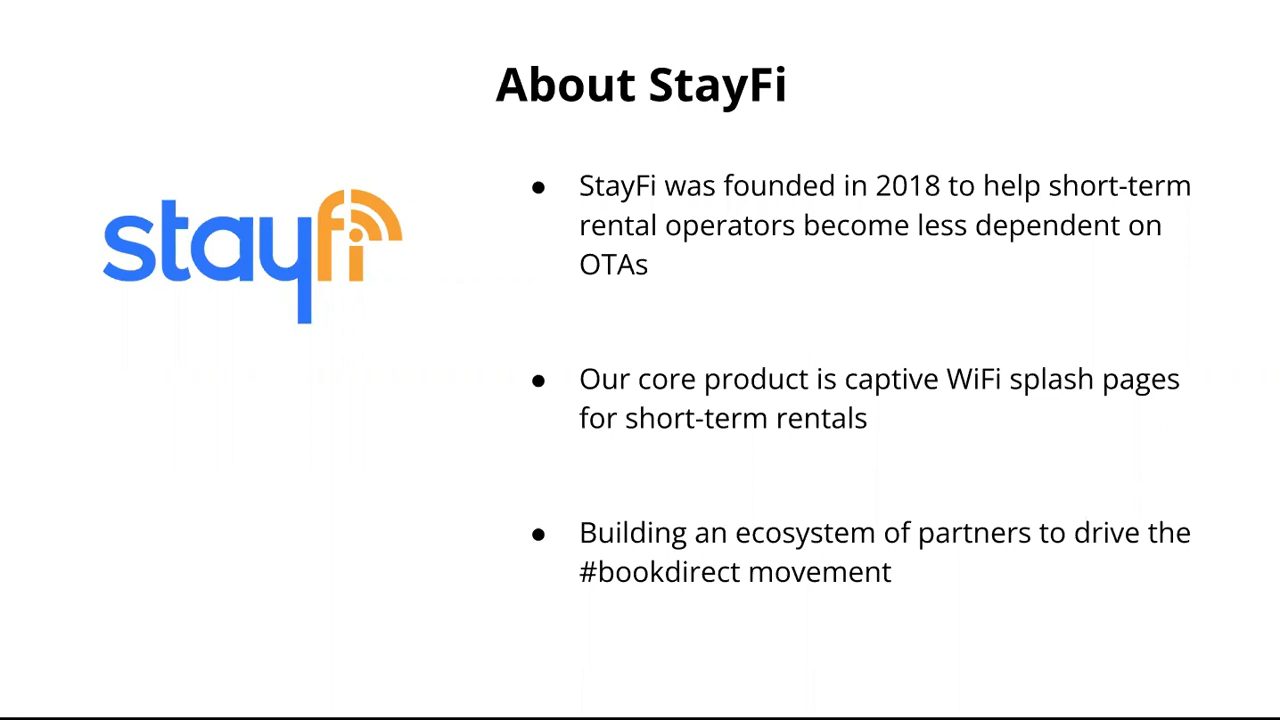 About StayFi
stayfi
● StayFi was founded in 2018 to help short-term
rental operators become less dependent on
OTAs
● Our core product is captive WiFi splash pages
for short-term rentals
● Building an ecosystem of partners to drive the
#bookdirect movement